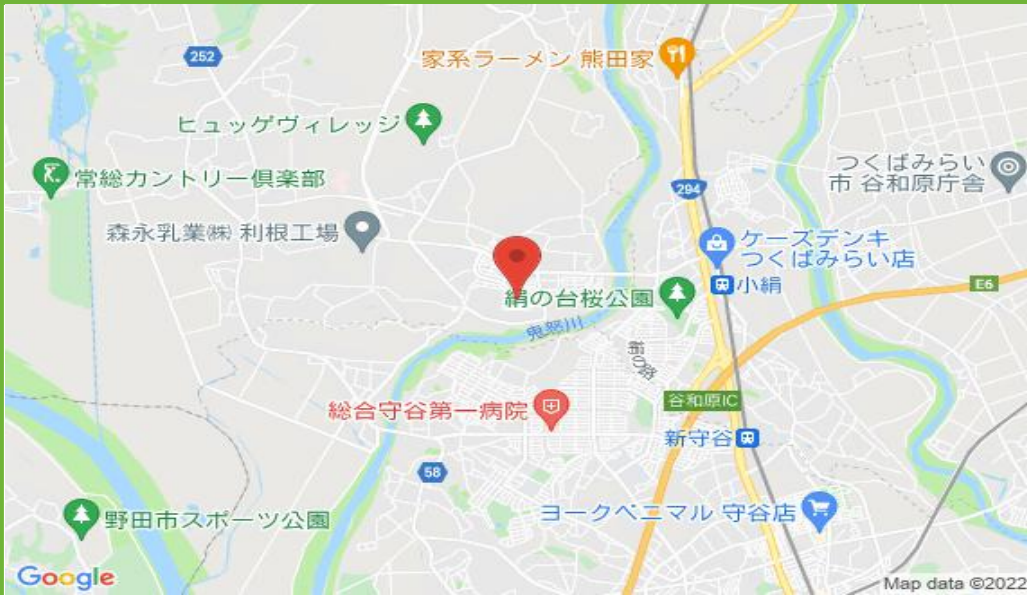 家系ラーメン 熊田家
252
ヒュッゲヴィレッジ
つくばみらい
市 谷和原庁舎
常総カントリー倶楽部
294
森永乳業㈱ 利根工場
ケーズデンキ
つくばみらい店
小絹
E6
絹の台桜公園
鬼怒川
絹の路
谷和原IC
総合守谷第一病院
新守谷
58
ヨークベニマル 守谷店
野田市スポーツ公園
Google
Map data ©2022